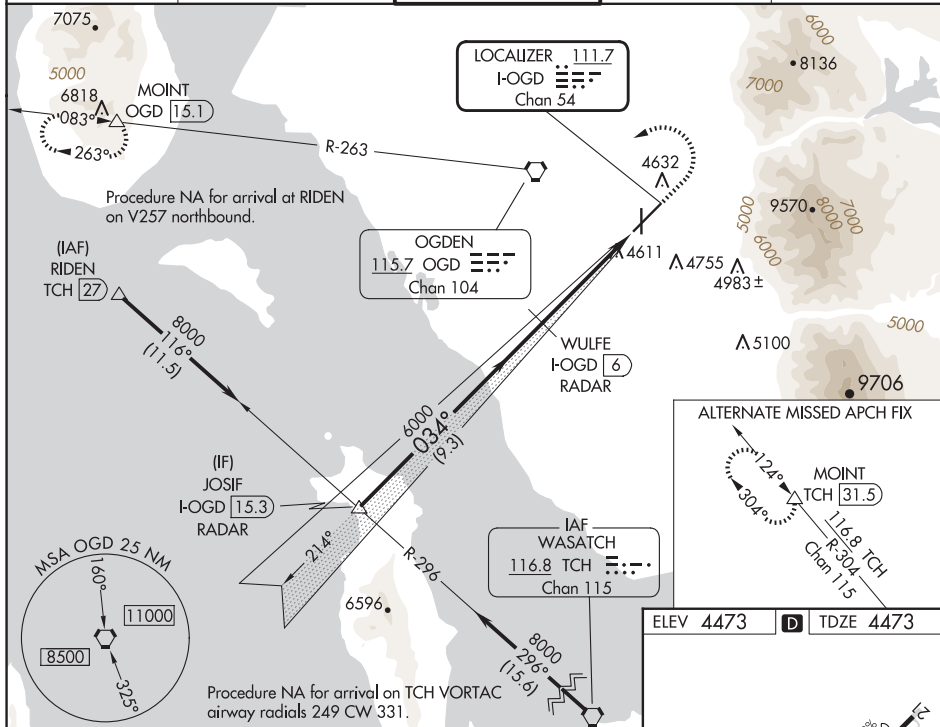 7075
5000
6818
MOINT
OGD 15.1
083°
263°
R-263
LOCALIZER 111.7
I-OGD
Chan 54
6000
8136
7000
4632
Procedure NA for arrival at RIDEN
on V257 northbound.
OGDEN
115.7 OGD
Chan 104
9570
8000
7000
5000
6000
4611
4755
4983±
(IAF)
RIDEN
TCH 27
8000
116°
(11.5)
WULFE
I-OGD 6
RADAR
5100
5000
9706
6000
034°
(9.3)
(IF)
JOSIF
I-OGD 15.3
RADAR
214°
R-296
ALTERNATE MISSED APCH FIX
124°
304°
MOINT
TCH 31.5
116.8 TCH
R-304
Chan 115
IAF
WASATCH
116.8 TCH
Chan 115
MSA OGD 25 NM
160°
11000
8500
325°
6596
8000
296°
(15.6)
Procedure NA for arrival on TCH VORTAC
airway radials 249 CW 331.
ELEV 4473 D TDZE 4473
21